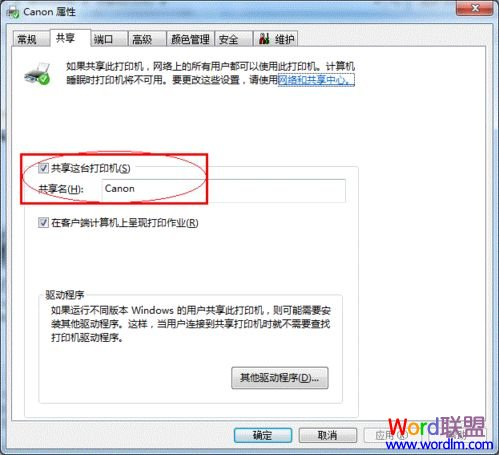 Canon 属性
常规 共享 端口 高级 颜色管理 安全 维护
如果共享此打印机，网络上的所有用户都可以使用此打印机。计算机
睡眠时打印机将不可用。要更改这些设置，请使用网络和共享中心。
共享这台打印机(S)
共享名(H): Canon
在客户端计算机上呈现打印作业(R)
驱动程序
如果运行不同版本 Windows 的用户共享此打印机，则可能需要安
装其他驱动程序。这样，当用户连接到共享打印机时就不需要查找
打印机驱动程序。
其他驱动程序(D)...
Word联盟
确定 取消 应用
www.wordlm.com